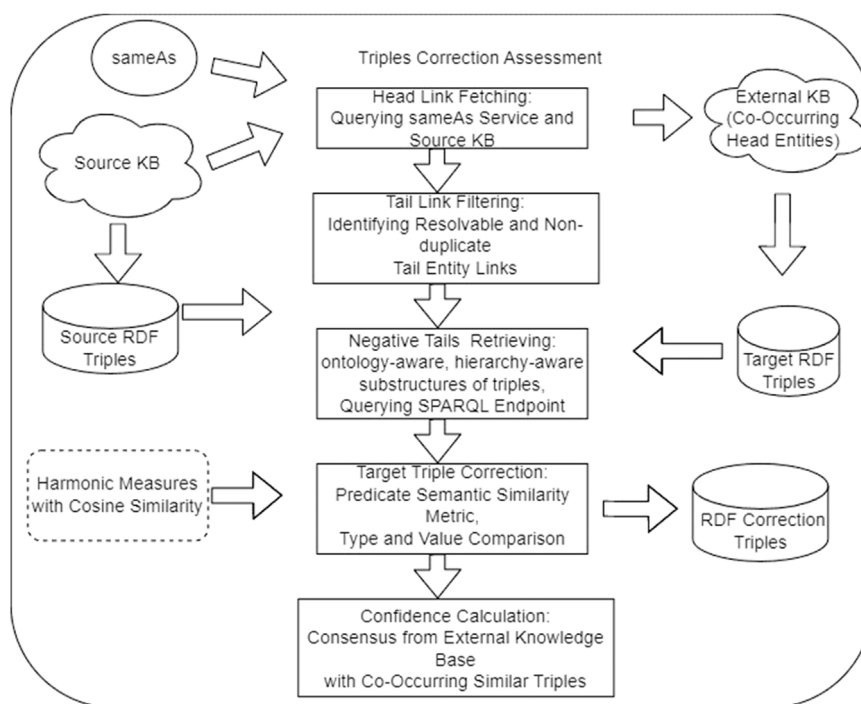 sameAs
Triples Correction Assessment
Head Link Fetching:
Querying sameAs Service and
Source KB
External KB
(Co-Occurring
Head Entities)
Source KB
Tail Link Filtering:
Identifying Resolvable and Non-
duplicate
Tail Entity Links
Source RDF
Triples
Negative Tails Retrieving:
ontology-aware, hierarchy-aware
substructures of triples,
Querying SPARQL Endpoint
Target RDF
Triples
Harmonic Measures
with Cosine Similarity
Target Triple Correction:
Predicate Semantic Similarity
Metric,
Type and Value Comparison
RDF Correction
Triples
Confidence Calculation:
Consensus from External Knowledge
Base
with Co-Occurring Similar Triples